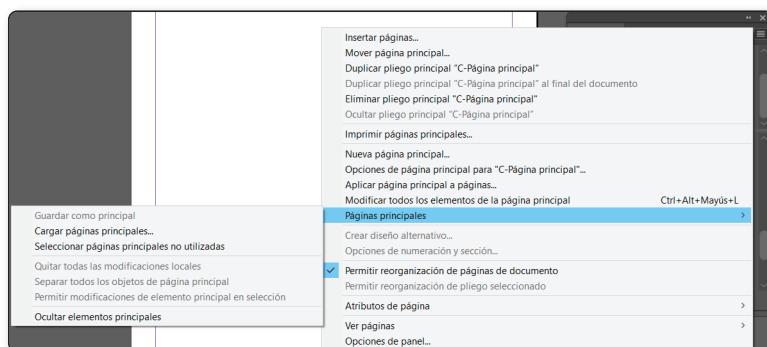 Insertar páginas...
Mover página principal...
Duplicar pliego principal "C-Página principal"
Duplicar pliego principal "C-Página principal" al final del documento
Eliminar pliego principal "C-Página principal"
Ocultar pliego principal "C-Página principal"
Imprimir páginas principales...
Nueva página principal...
Opciones de página principal para "C-Página principal"...
Aplicar página principal a páginas...
Modificar todos los elementos de la página principal Ctrl+Alt+Mayús+L
Páginas principales
Crear diseño alternativo...
Opciones de numeración y sección...
Permitir reorganización de páginas de documento
Permitir reorganización de pliego seleccionado
Atributos de página
Ver páginas
Opciones de panel...
Guardar como principal
Cargar páginas principales...
Seleccionar páginas principales no utilizadas
Quitar todas las modificaciones locales
Separar todos los objetos de página principal
Permitir modificaciones de elemento principal en selección
Ocultar elementos principales